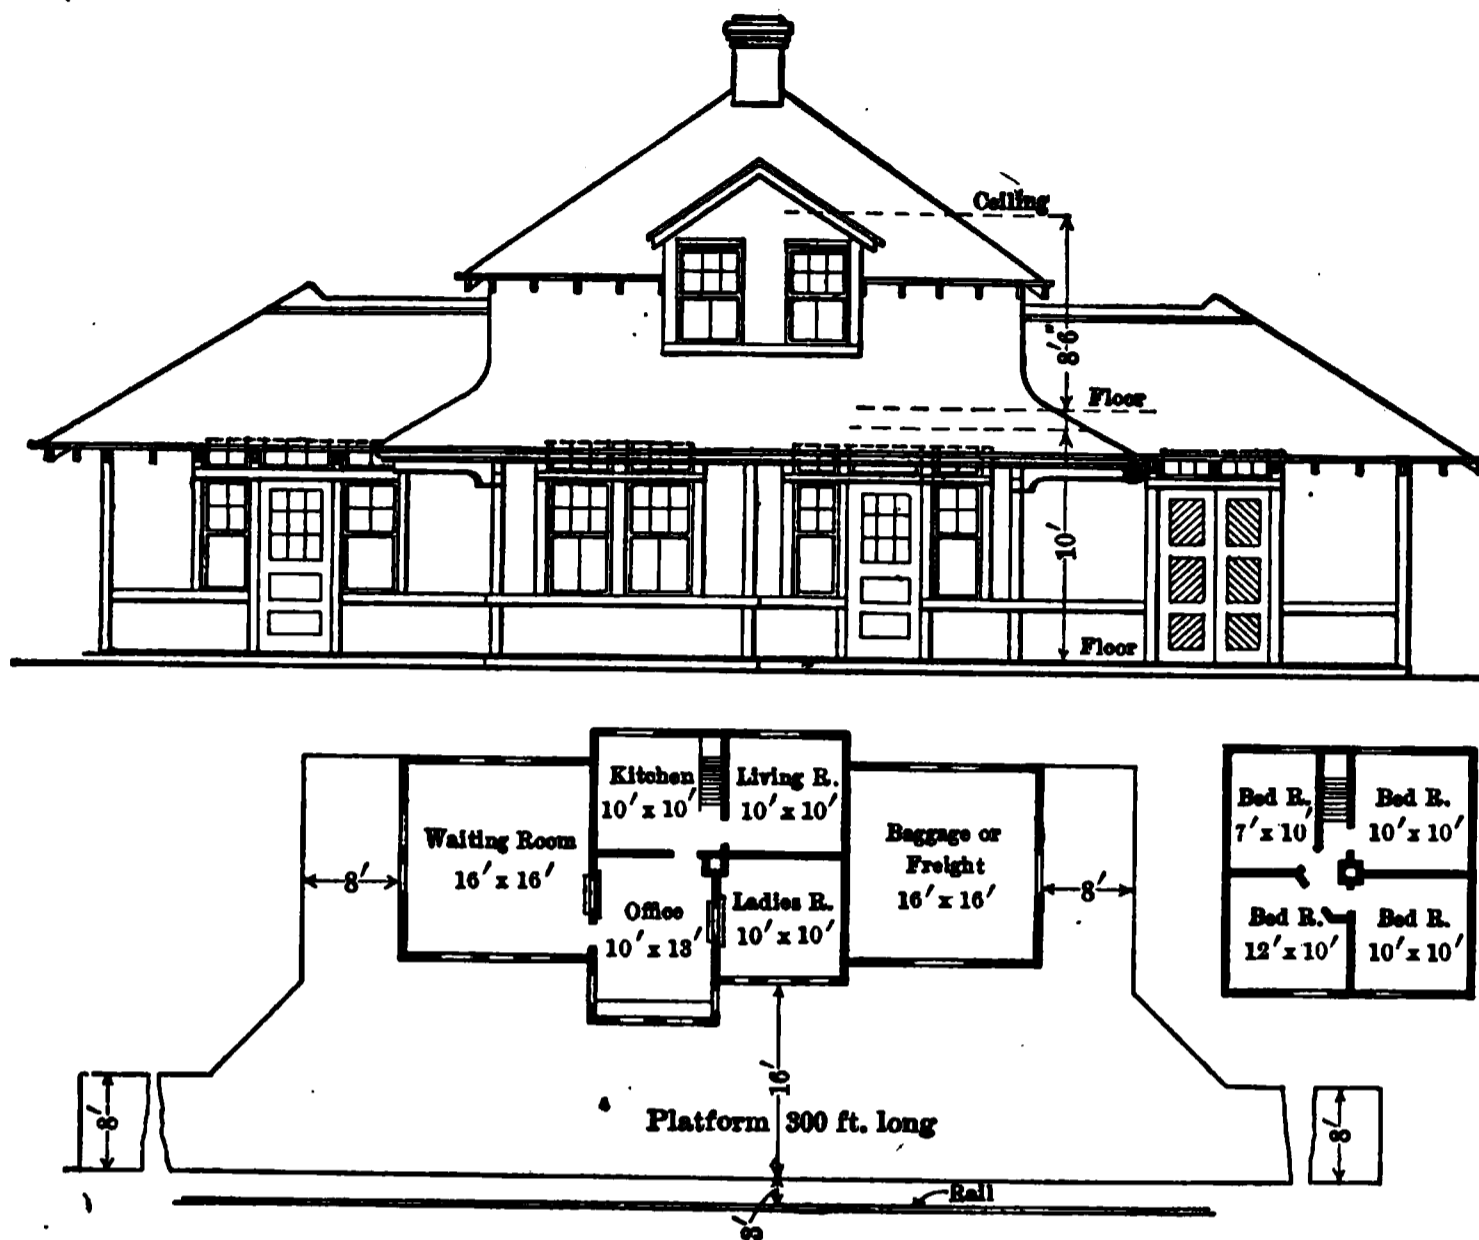 Ceiling
8'6"
Floor
10'
Floor
Kitchen
10' x 10'
Living R.
10' x 10'
Waiting Room
16' x 16'
Baggage or
Freight
16' x 16'
8'
8'
Office
10' x 13'
Ladies R.
10' x 10'
Bed R.
7' x 10'
Bed R.
10' x 10'
Bed R.
12' x 10'
Bed R.
10' x 10'
16'
8'
Platform 300 ft. long
8'
Rail